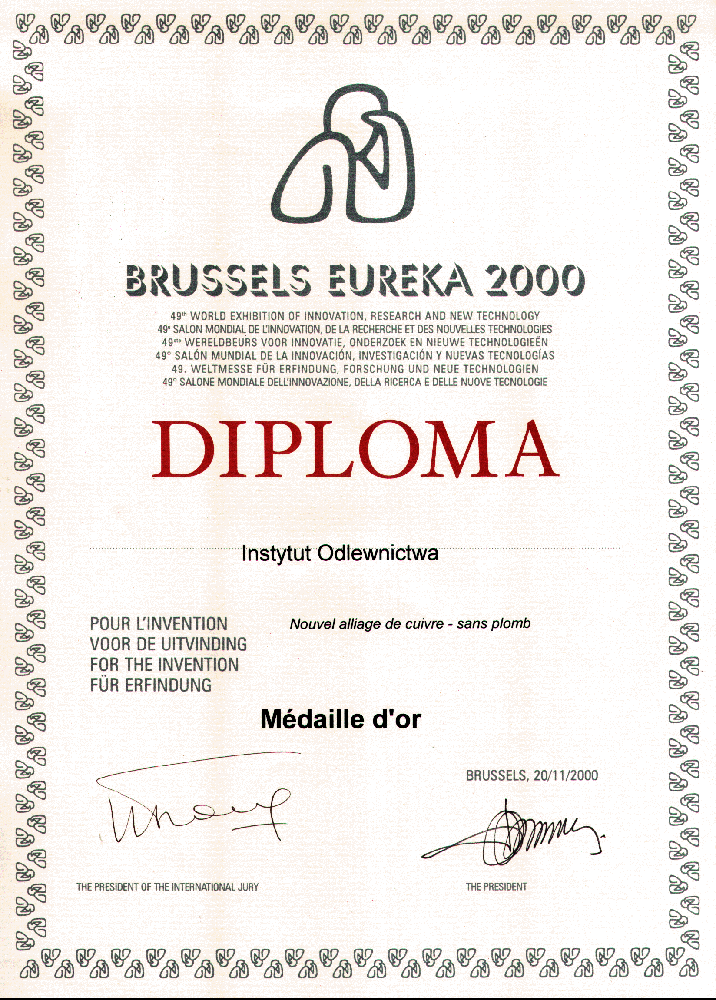 BRUSSELS EUREKA 2000
49th WORLD EXHIBITION OF INNOVATION, RESEARCH AND NEW TECHNOLOGY
49e SALON MONDIAL DE L'INNOVATION, DE LA RECHERCHE ET DES NOUVELLES TECHNOLOGIES
49ste WERELDBEURS VOOR INNOVATIE, ONDERZOEK EN NIEUWE TECHNOLOGIEËN
49° SALÓN MUNDIAL DE LA INNOVACIÓN, INVESTIGACIÓN Y NUEVAS TECNOLOGÍAS
49. WELTMESSE FÜR ERFINDUNG, FORSCHUNG UND NEUE TECHNOLOGIEN
49° SALONE MONDIALE DELL'INNOVAZIONE, DELLA RICERCA E DELLE NUOVE TECNOLOGIE
DIPLOMA
Instytut Odlewnictwa
POUR L'INVENTION Nouvel alliage de cuivre - sans plomb
VOOR DE UITVINDING
FOR THE INVENTION
FÜR ERFINDUNG
Médaille d'or
BRUSSELS, 20/11/2000
THE PRESIDENT OF THE INTERNATIONAL JURY THE PRESIDENT